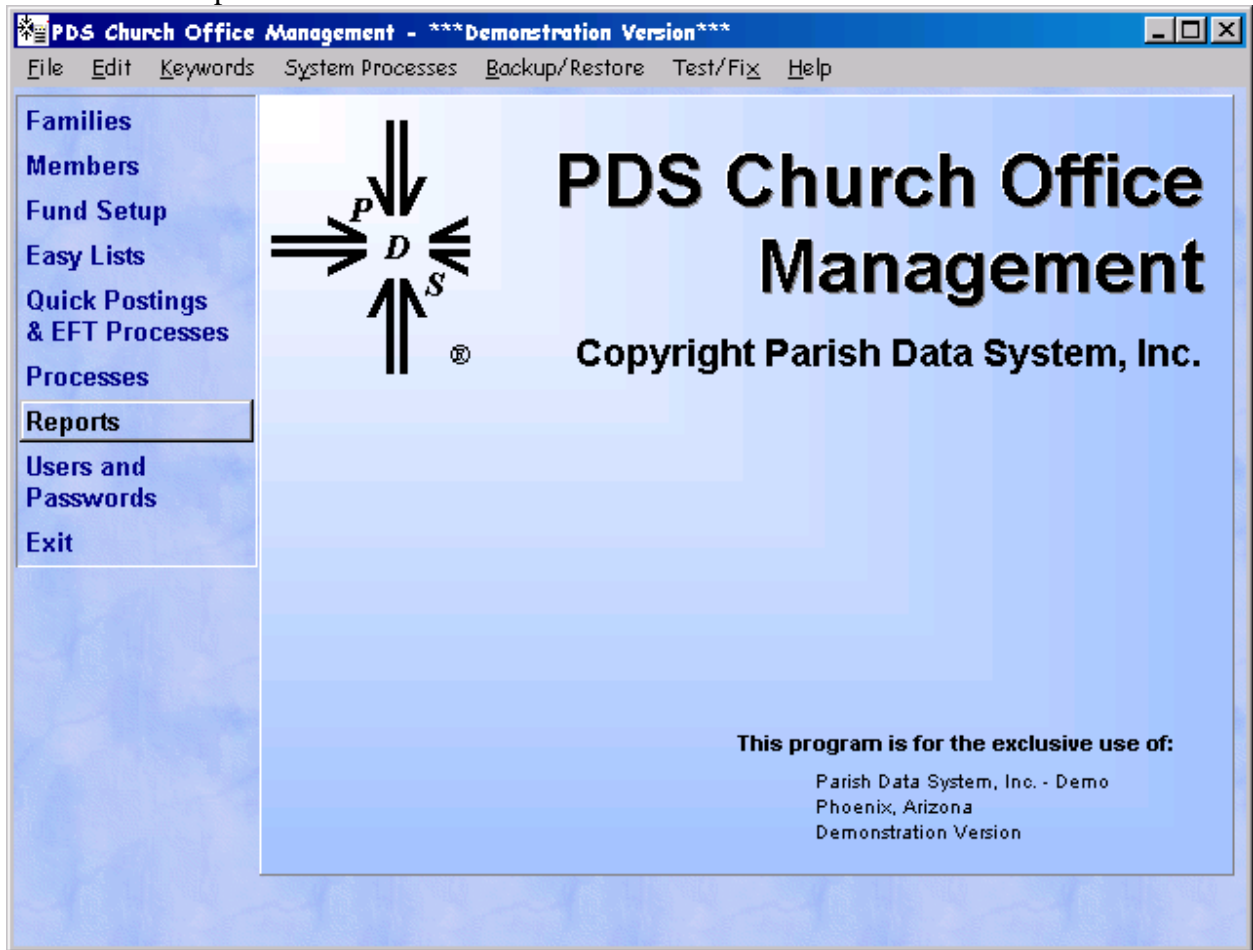 PDS Church Office Management - ***Demonstration Version***
File Edit Keywords System Processes Backup/Restore Test/Fix Help
Families
Members
Fund Setup
Easy Lists
Quick Postings
& EFT Processes
Processes
Reports
Users and
Passwords
Exit
P
D
S
®
PDS Church Office
Management
Copyright Parish Data System, Inc.
This program is for the exclusive use of:
Parish Data System, Inc. - Demo
Phoenix, Arizona
Demonstration Version